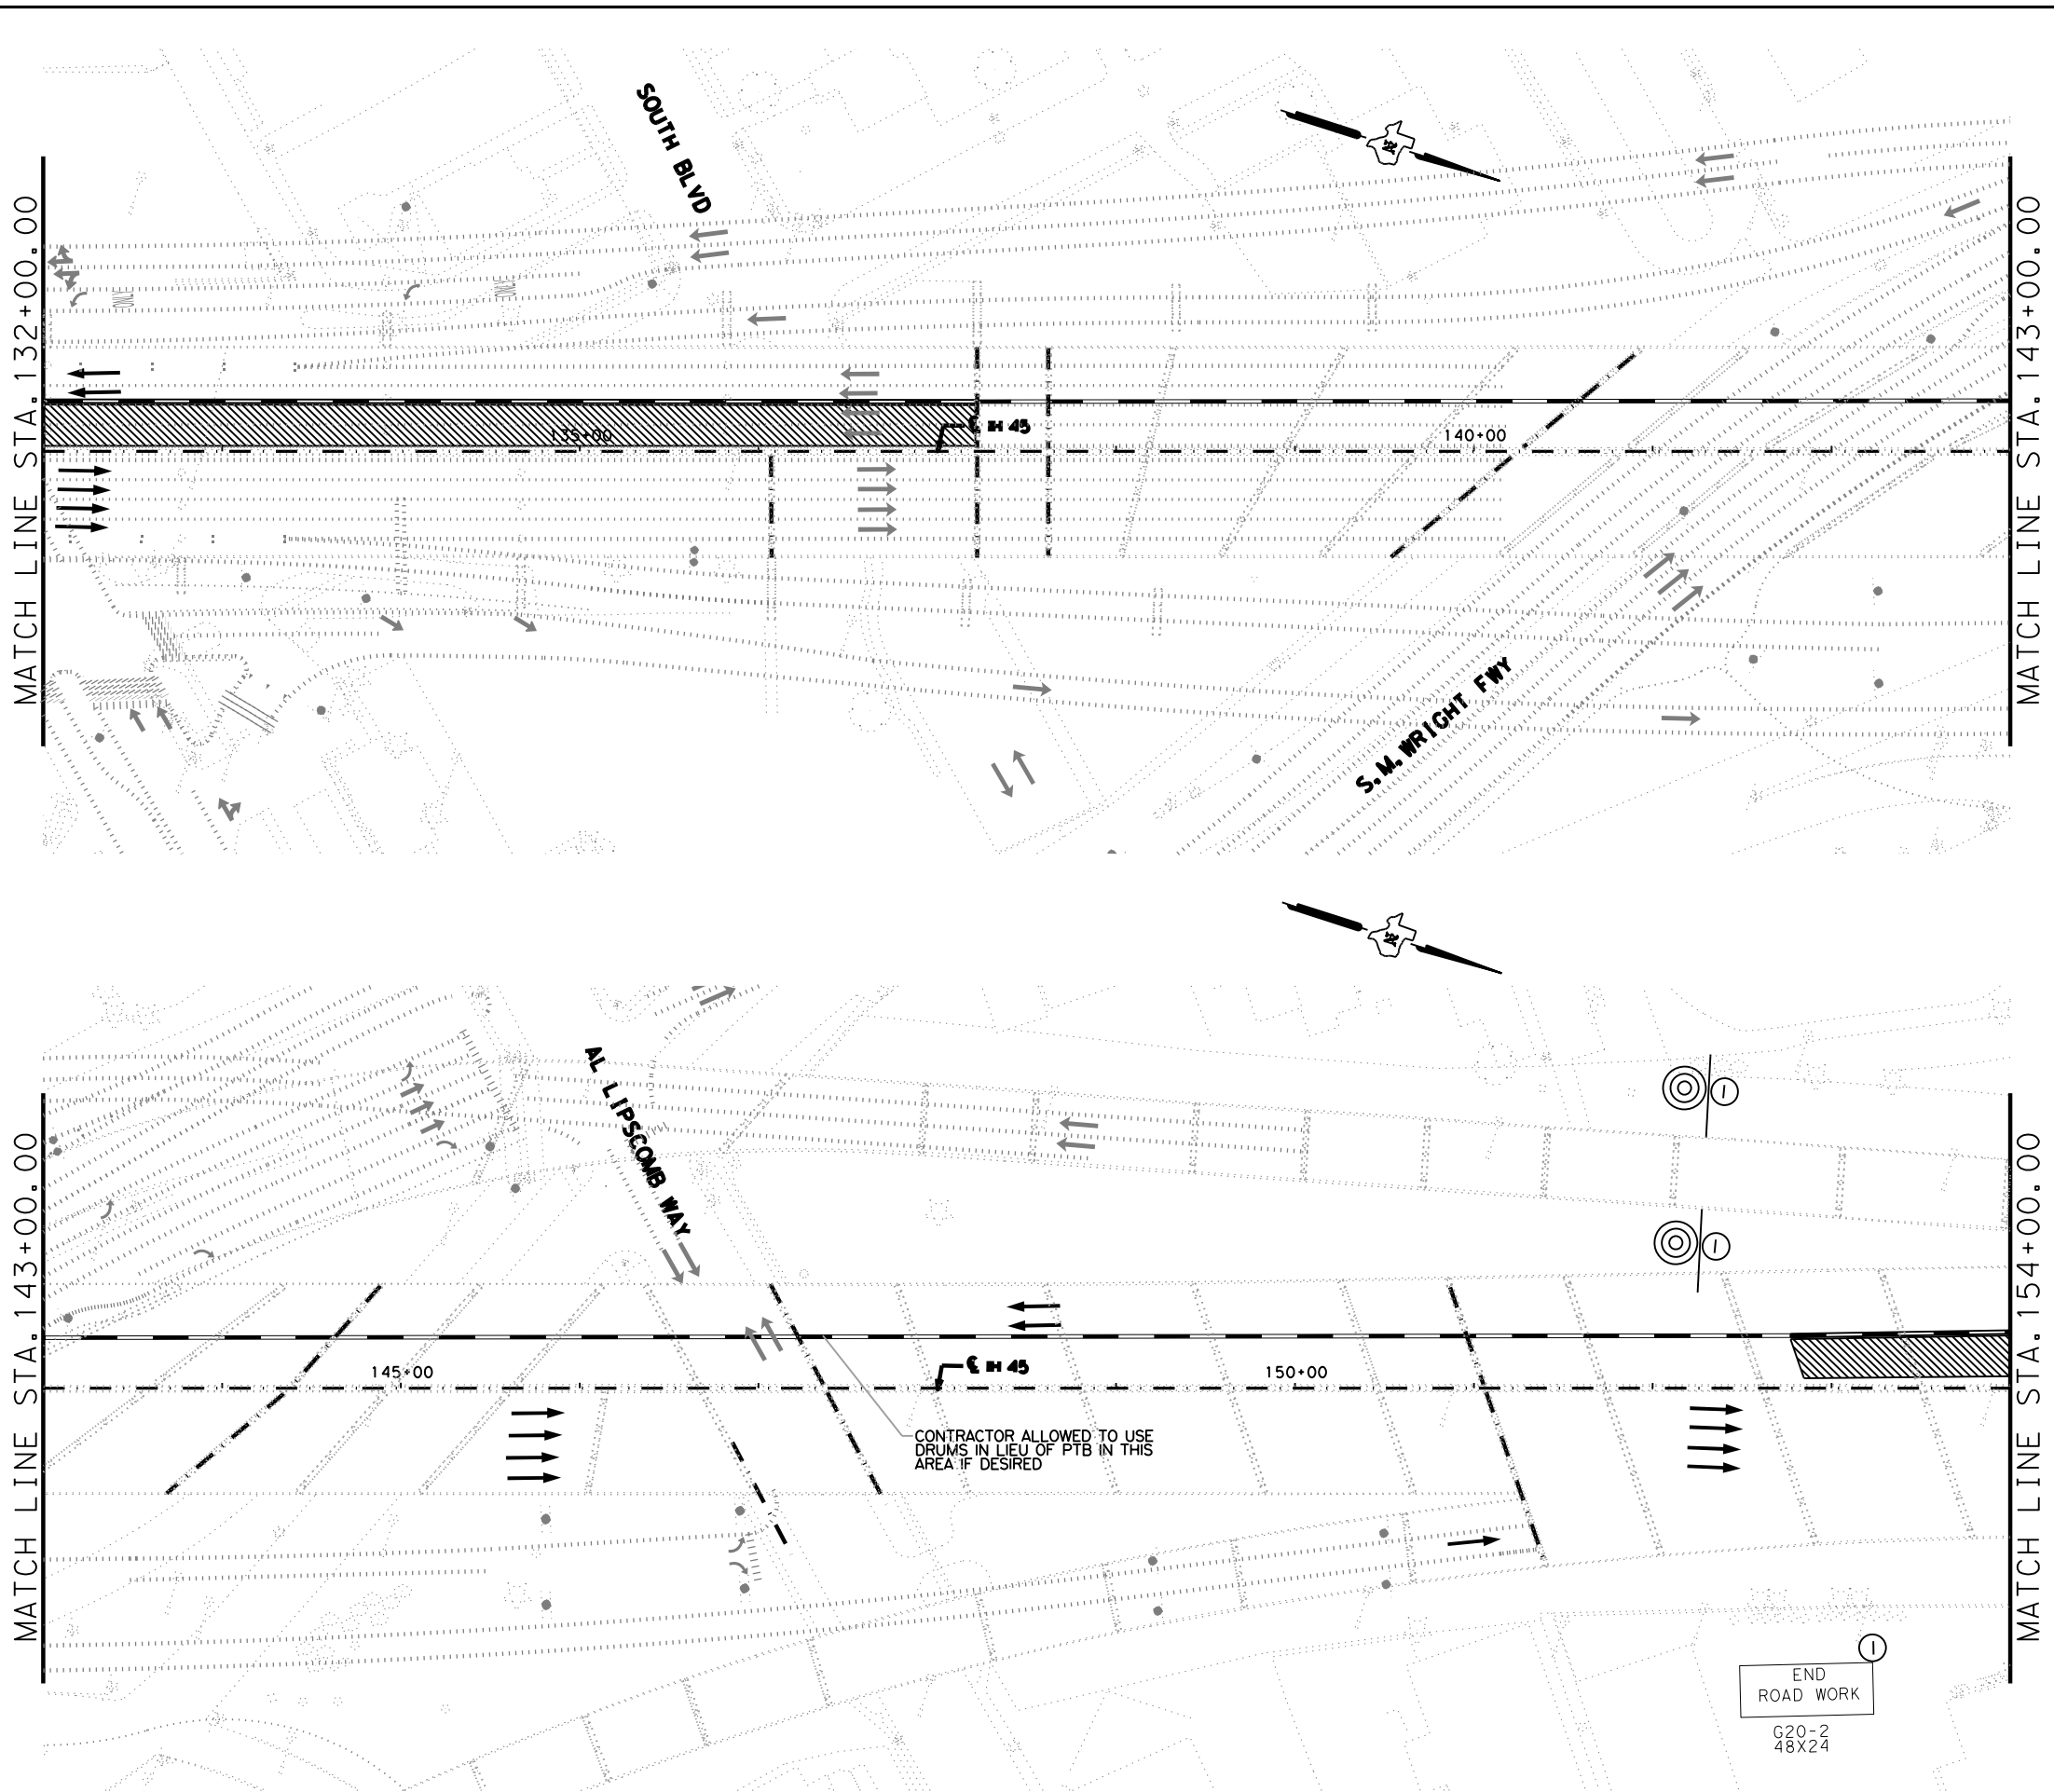 SOUTH BLVD
MATCH LINE STA. 132+00.00
MATCH LINE STA. 143+00.00
135+00
℄ IH 45
140+00
S.M.WRIGHT FWY
AL LIPSCOMB WAY
1
MATCH LINE STA. 143+00.00
MATCH LINE STA. 154+00.00
1
145+00
℄ IH 45
150+00
CONTRACTOR ALLOWED TO USE
DRUMS IN LIEU OF PTB IN THIS
AREA IF DESIRED
1
END
ROAD WORK
G20-2
48X24